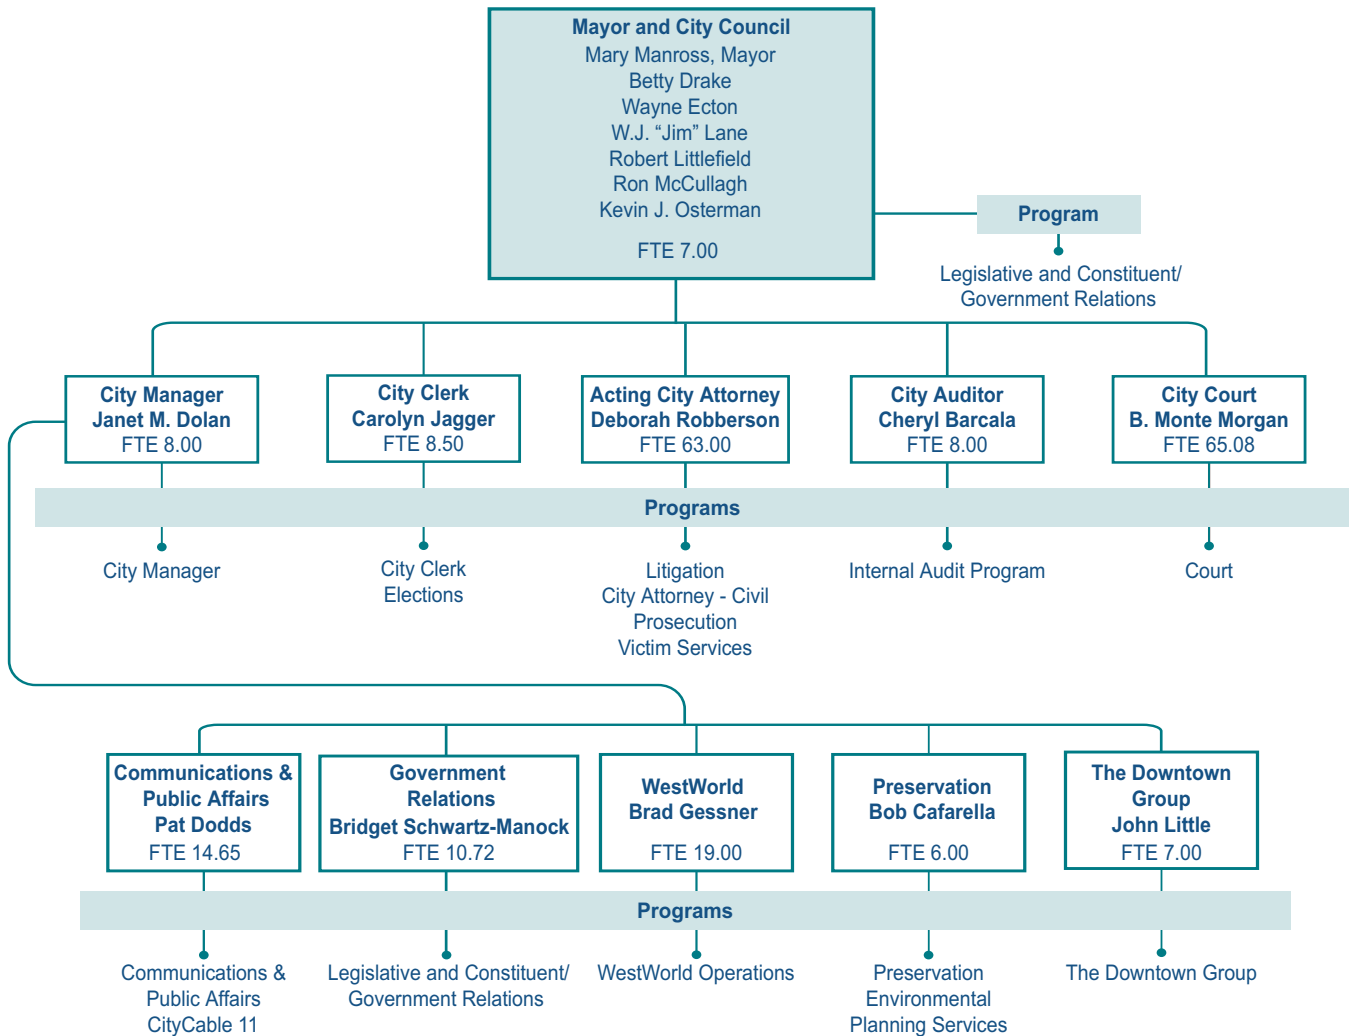 Mayor and City Council
Mary Manross, Mayor
Betty Drake
Wayne Ecton
W.J. “Jim” Lane
Robert Littlefield
Ron McCullagh
Kevin J. Osterman
FTE 7.00
Program
Legislative and Constituent/
Government Relations
City Manager
Janet M. Dolan
FTE 8.00
City Clerk
Carolyn Jagger
FTE 8.50
Acting City Attorney
Deborah Robberson
FTE 63.00
City Auditor
Cheryl Barcala
FTE 8.00
City Court
B. Monte Morgan
FTE 65.08
Programs
City Manager
City Clerk
Elections
Litigation
City Attorney - Civil
Prosecution
Victim Services
Internal Audit Program
Court
Communications &
Public Affairs
Pat Dodds
FTE 14.65
Government
Relations
Bridget Schwartz-Manock
FTE 10.72
WestWorld
Brad Gessner
FTE 19.00
Preservation
Bob Cafarella
FTE 6.00
The Downtown
Group
John Little
FTE 7.00
Programs
Communications &
Public Affairs
CityCable 11
Legislative and Constituent/
Government Relations
WestWorld Operations
Preservation
Environmental
Planning Services
The Downtown Group